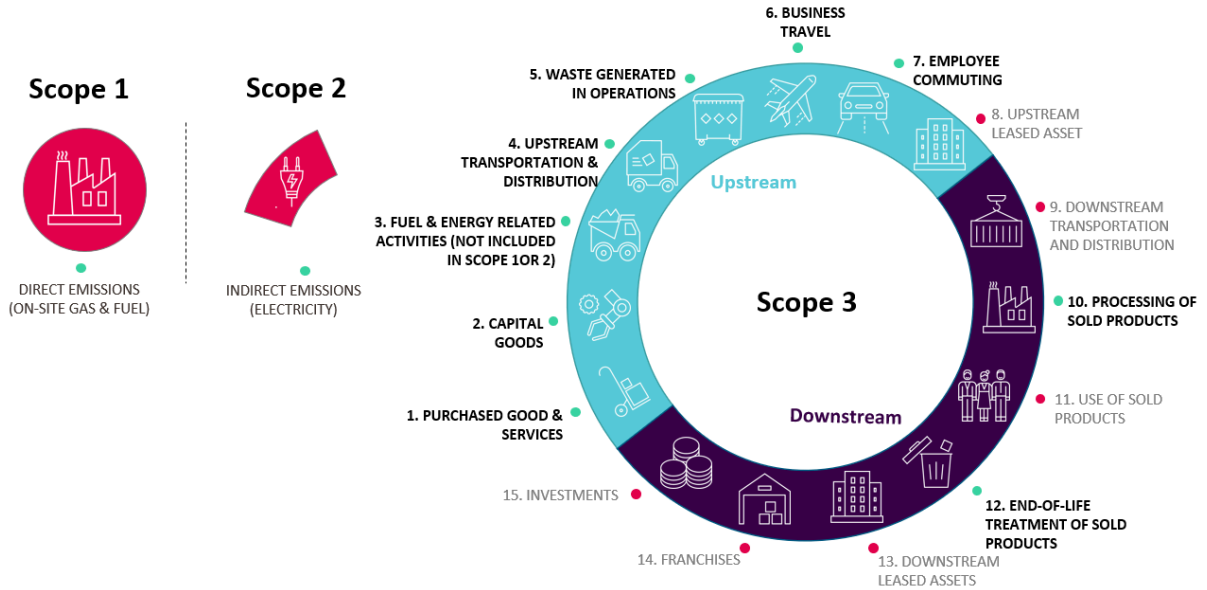 Scope 1
DIRECT EMISSIONS
(ON-SITE GAS & FUEL)
Scope 2
INDIRECT EMISSIONS
(ELECTRICITY)
Scope 3
Upstream
Downstream
1. PURCHASED GOOD &
SERVICES
2. CAPITAL
GOODS
3. FUEL & ENERGY RELATED
ACTIVITIES (NOT INCLUDED
IN SCOPE 1OR 2)
4. UPSTREAM
TRANSPORTATION &
DISTRIBUTION
5. WASTE GENERATED
IN OPERATIONS
6. BUSINESS
TRAVEL
7. EMPLOYEE
COMMUTING
8. UPSTREAM
LEASED ASSET
9. DOWNSTREAM
TRANSPORTATION
AND DISTRIBUTION
10. PROCESSING OF
SOLD PRODUCTS
11. USE OF SOLD
PRODUCTS
12. END-OF-LIFE
TREATMENT OF SOLD
PRODUCTS
13. DOWNSTREAM
LEASED ASSETS
14. FRANCHISES
15. INVESTMENTS